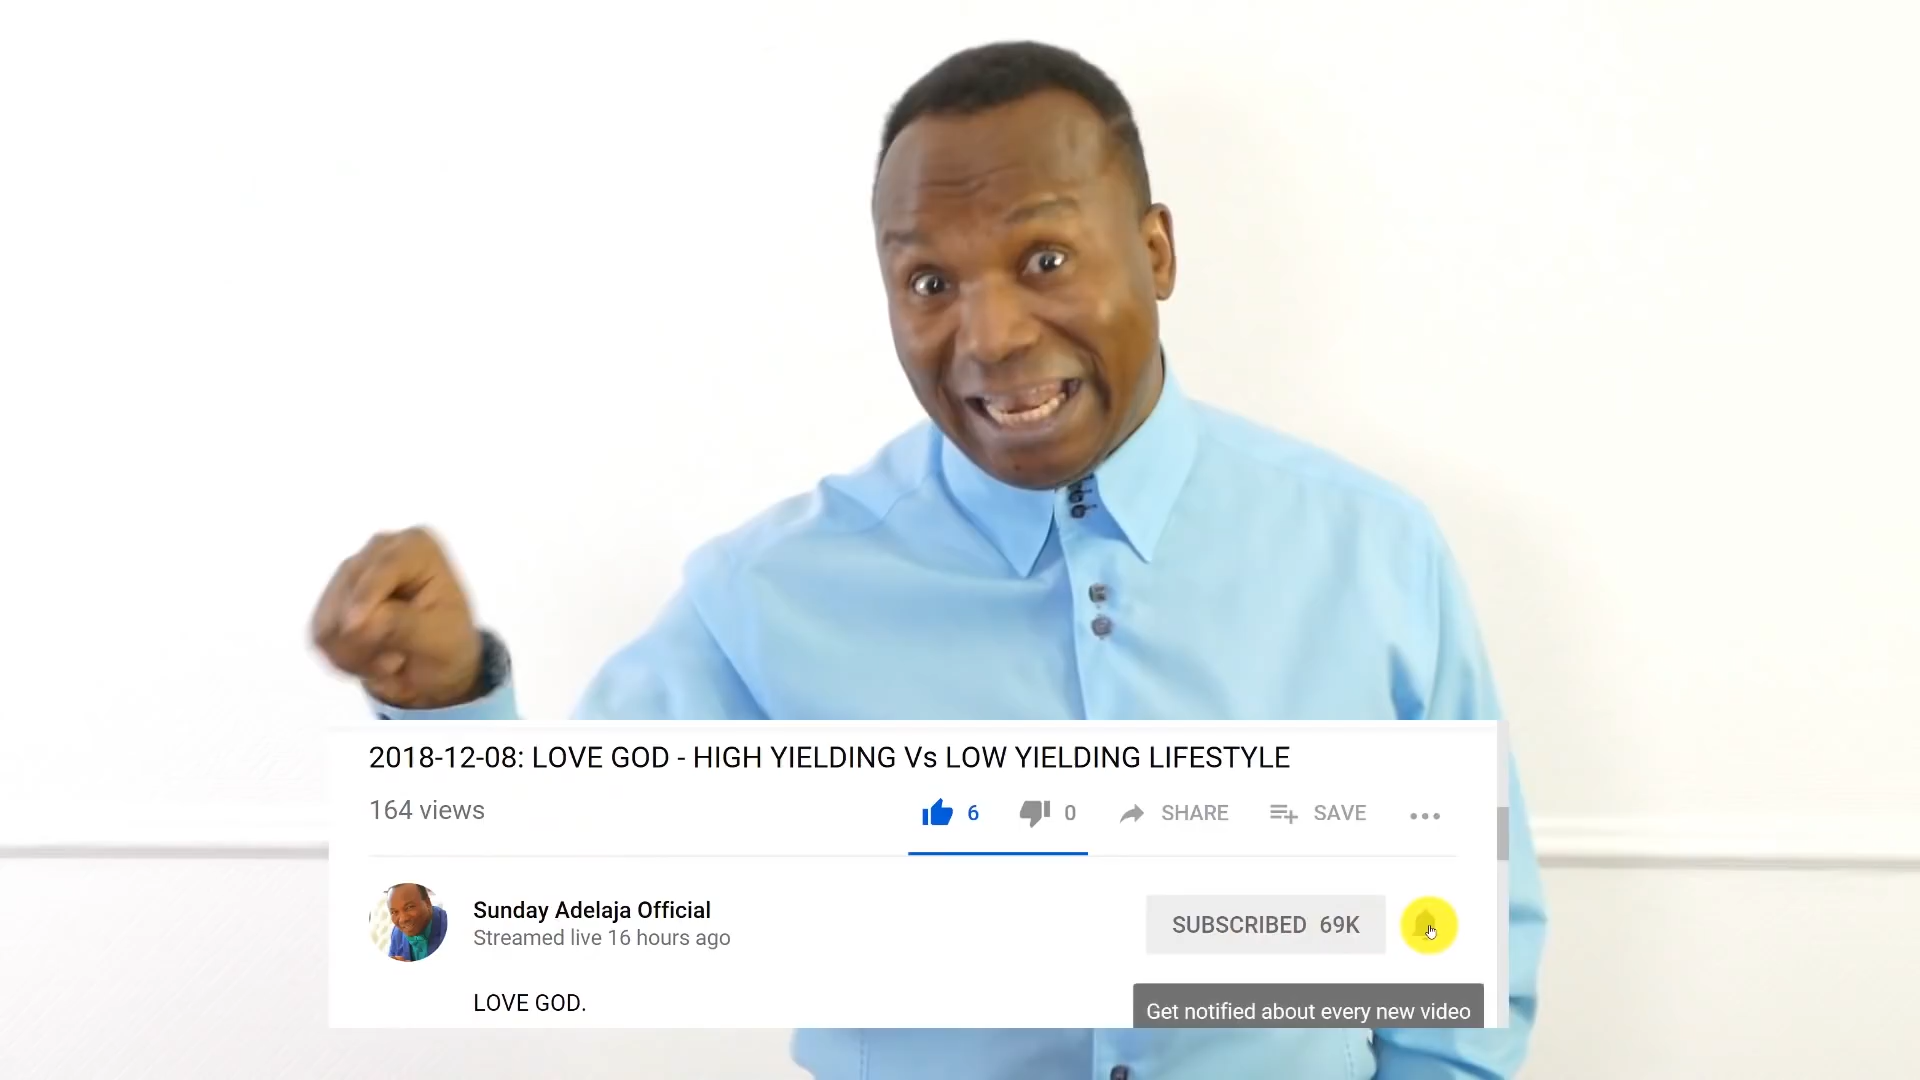 2018-12-08: LOVE GOD - HIGH YIELDING Vs LOW YIELDING LIFESTYLE
164 views
6 0 SHARE SAVE
Sunday Adelaja Official
Streamed live 16 hours ago
SUBSCRIBED 69K
LOVE GOD.
Get notified about every new video